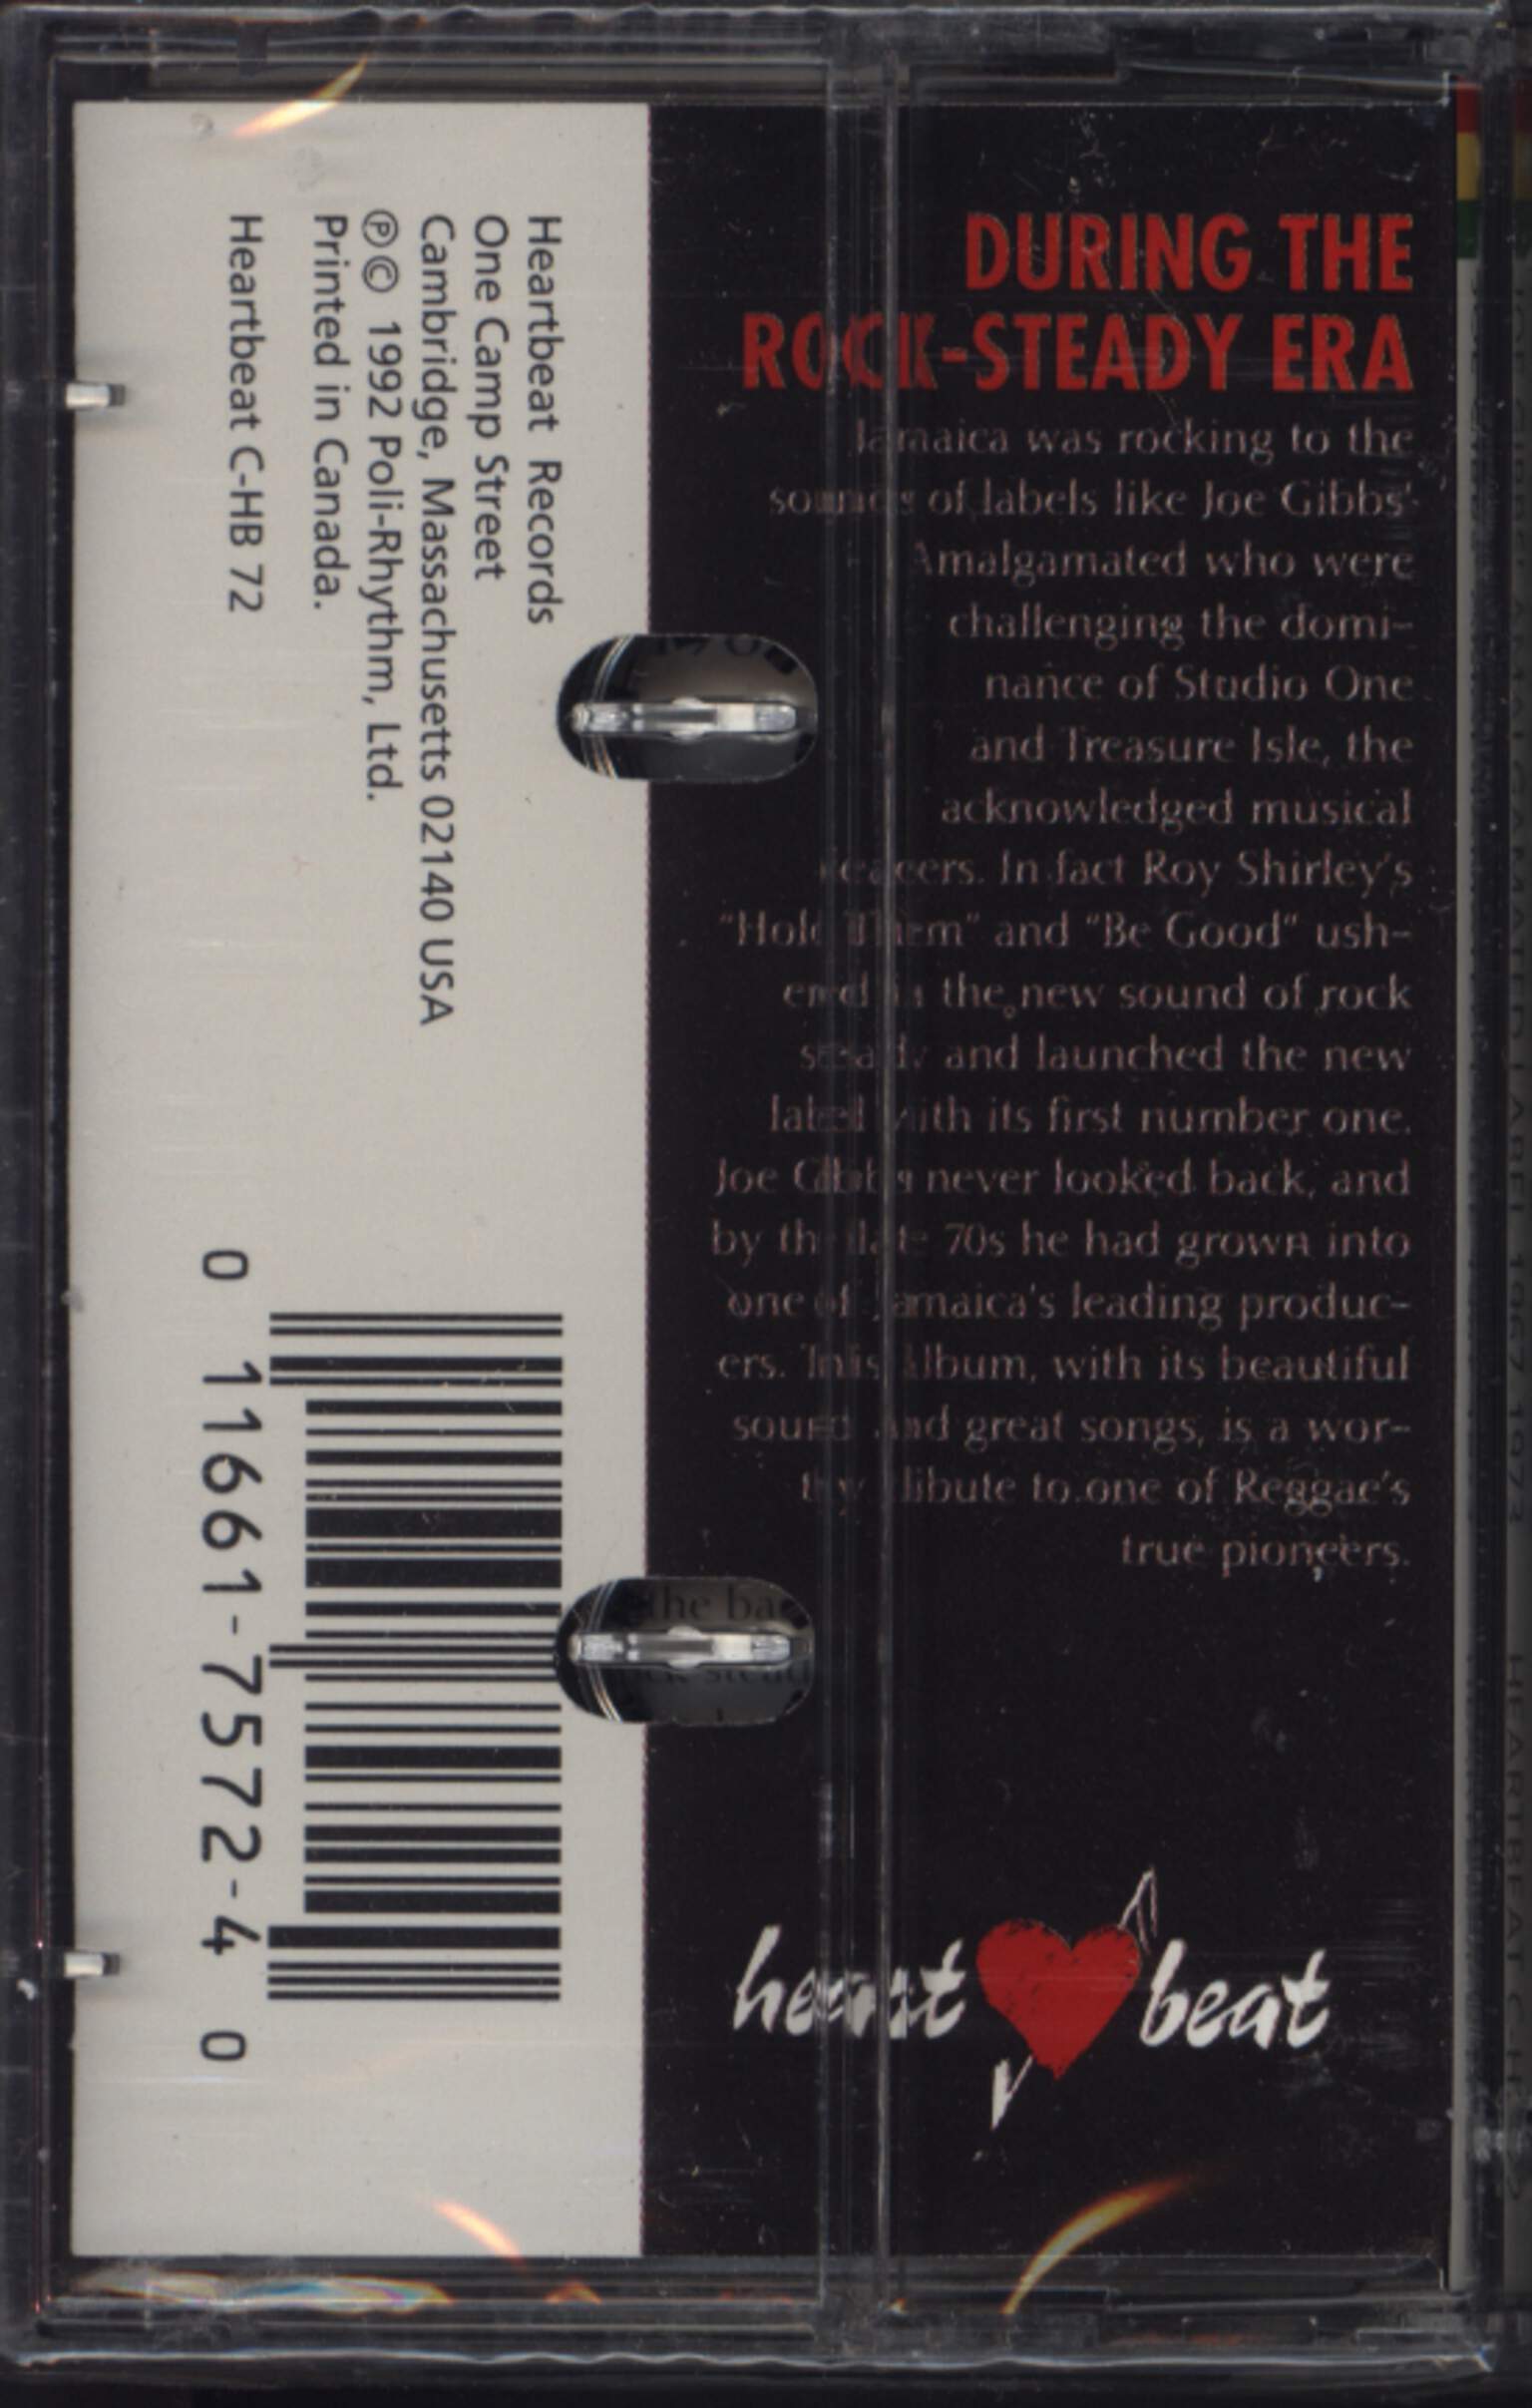 DURING THE
ROCK-STEADY ERA
Jamaica was rocking to the
sounds of labels like Joe Gibbs'
Amalgamated who were
challenging the domi-
nance of Studio One
and Treasure Isle, the
acknowledged musical
In fact Roy Shirley's
"Hold Them" and "Be Good" ush-
ered in the new sound of rock
steady and launched the new
label with its first number one.
Joe Gibbs never looked back, and
by the late 70s he had grown into
one of Jamaica's leading produc-
ers. This album, with its beautiful
sound and great songs, is a wor-
thy tribute to one of Reggae's
true pioneers.
heart beat
Heartbeat Records
One Camp Street
Cambridge, Massachusetts 02140 USA
℗© 1992 Poli-Rhythm, Ltd.
Printed in Canada.
Heartbeat C-HB 72
0 11661-7572-4 0